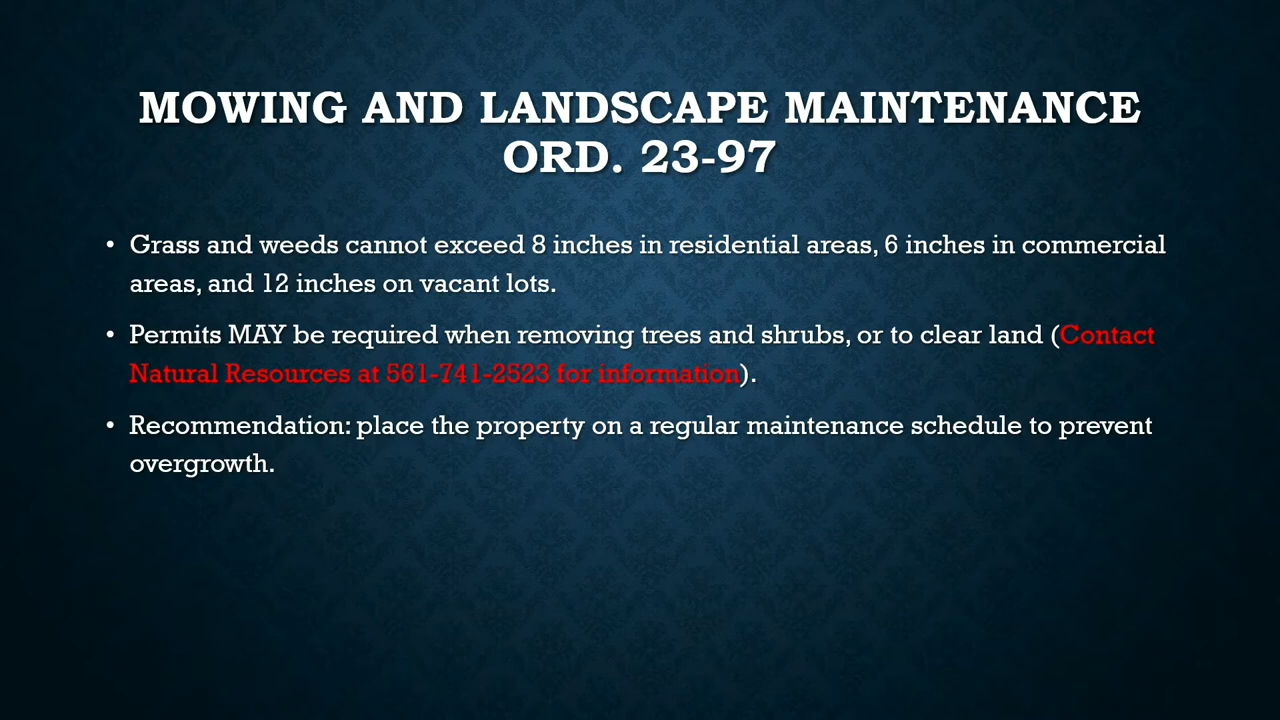 MOWING AND LANDSCAPE MAINTENANCE
ORD. 23-97
• Grass and weeds cannot exceed 8 inches in residential areas, 6 inches in commercial
areas, and 12 inches on vacant lots.
• Permits MAY be required when removing trees and shrubs, or to clear land (Contact
Natural Resources at 561-741-2523 for information).
• Recommendation: place the property on a regular maintenance schedule to prevent
overgrowth.